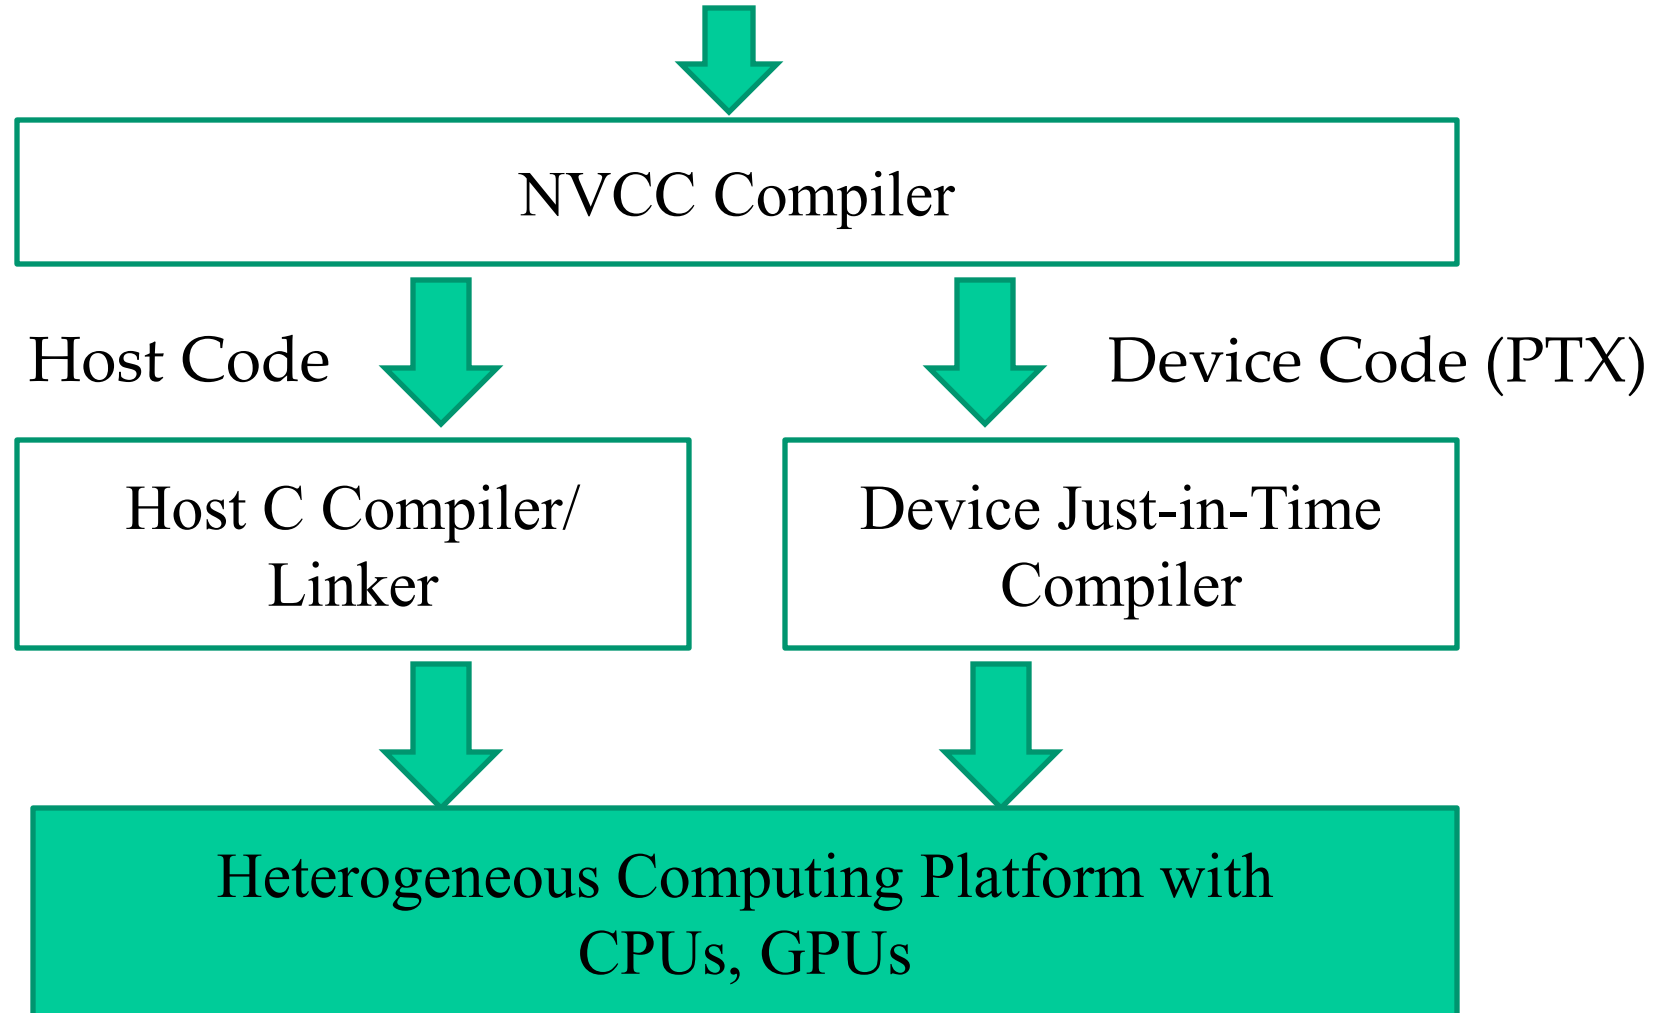 NVCC Compiler
Host Code
Device Code (PTX)
Host C Compiler/
Linker
Device Just-in-Time
Compiler
Heterogeneous Computing Platform with
CPUs, GPUs